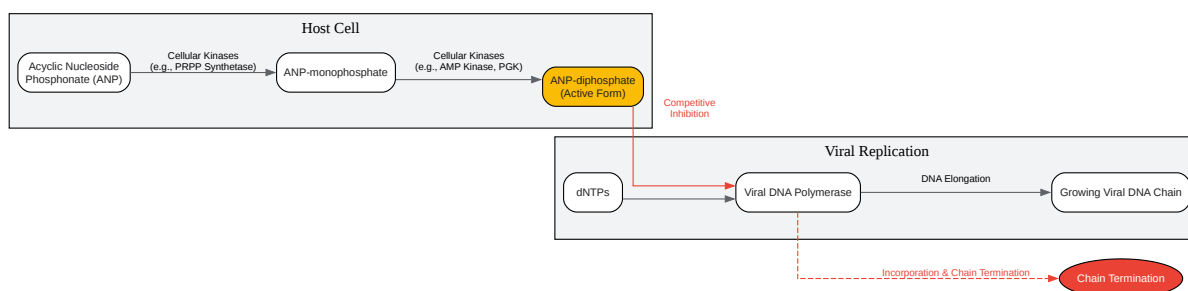 Host Cell
Acyclic Nucleoside
Phosphonate (ANP)
Cellular Kinases
(e.g., PRPP Synthetase)
ANP-monophosphate
Cellular Kinases
(e.g., AMP Kinase, PGK)
ANP-diphosphate
(Active Form)
Competitive
Inhibition
Viral Replication
dNTPs
Viral DNA Polymerase
DNA Elongation
Growing Viral DNA Chain
Incorporation & Chain Termination
Chain Termination